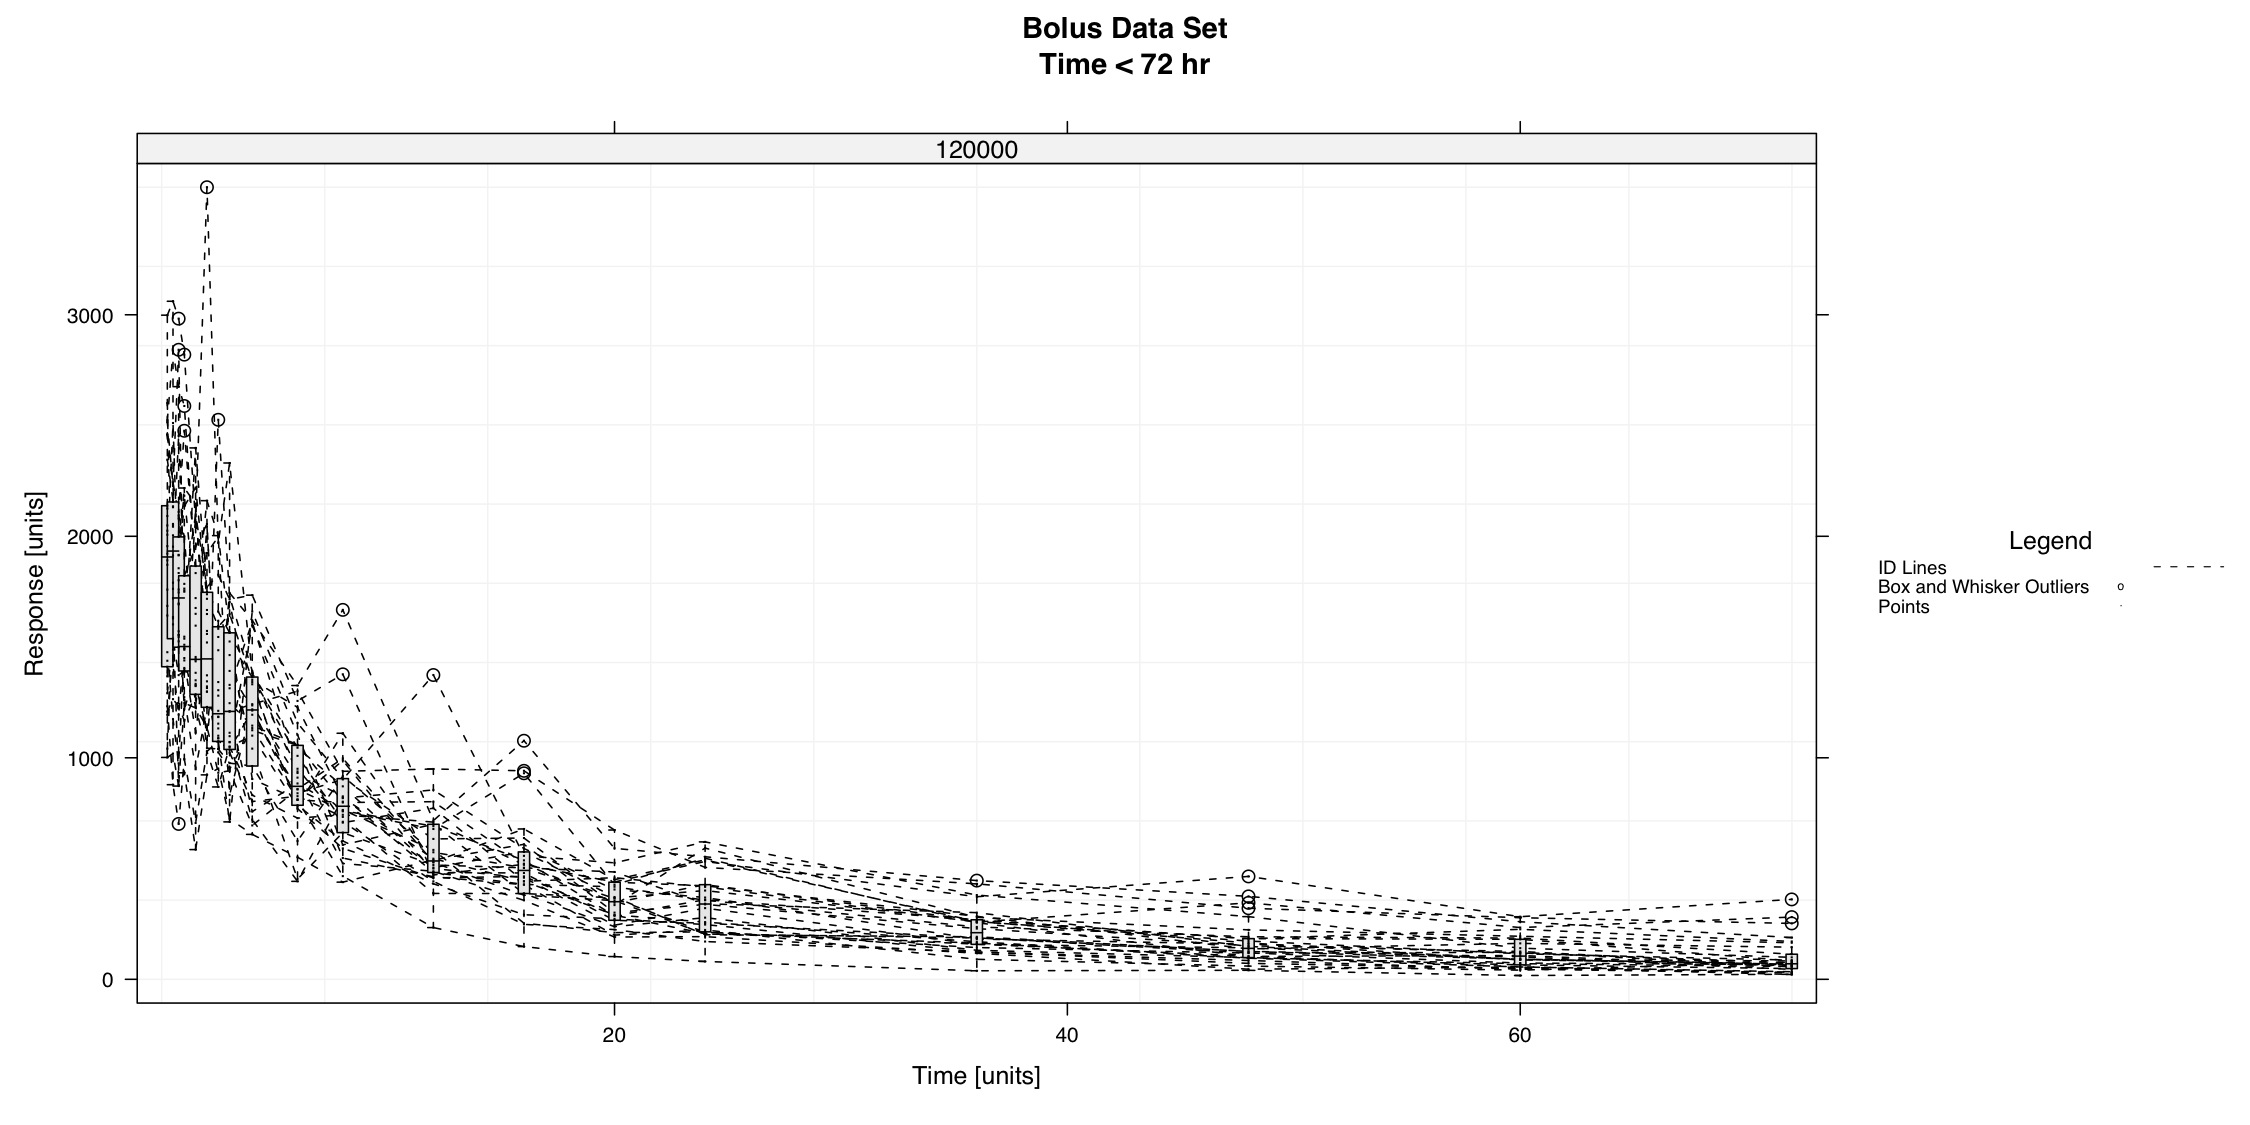 Bolus Data Set
Time < 72 hr
120000
Response [units]
3000
2000
1000
0
20 40 60
Time [units]
Legend
ID Lines
Box and Whisker Outliers o
Points